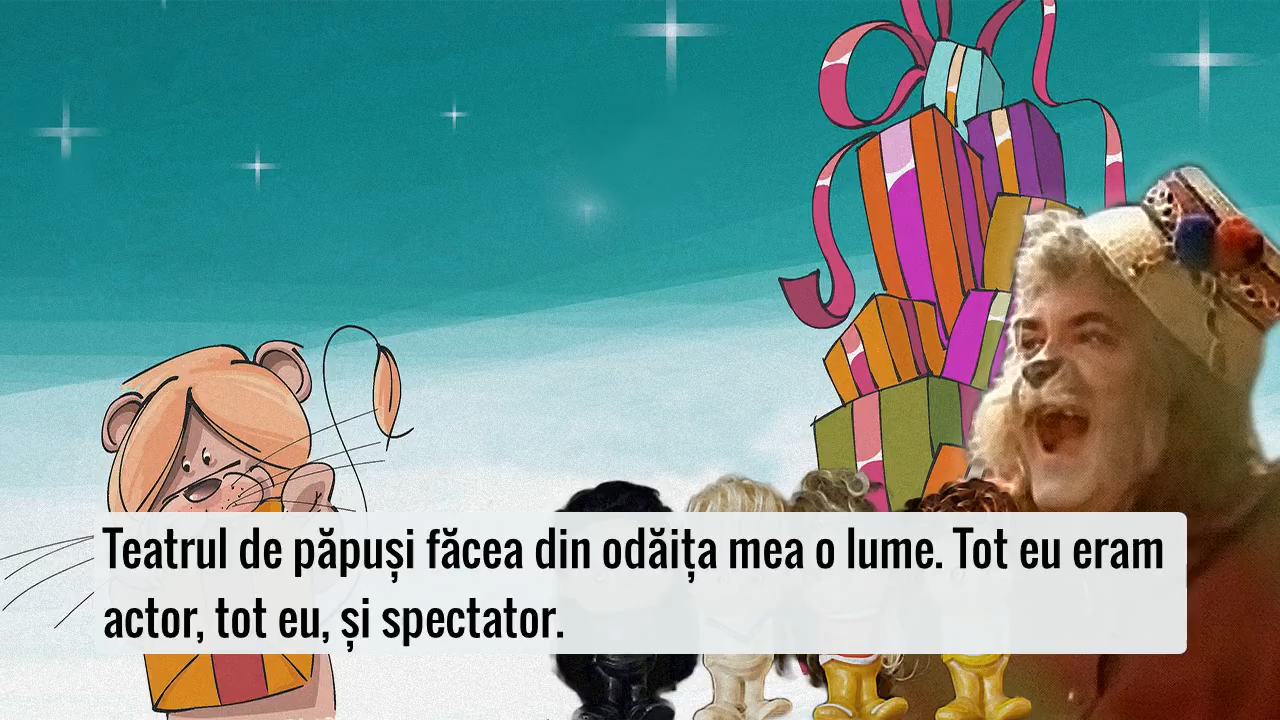 Teatrul de păpuși făcea din odăița mea o lume. Tot eu eram
actor, tot eu, și spectator.